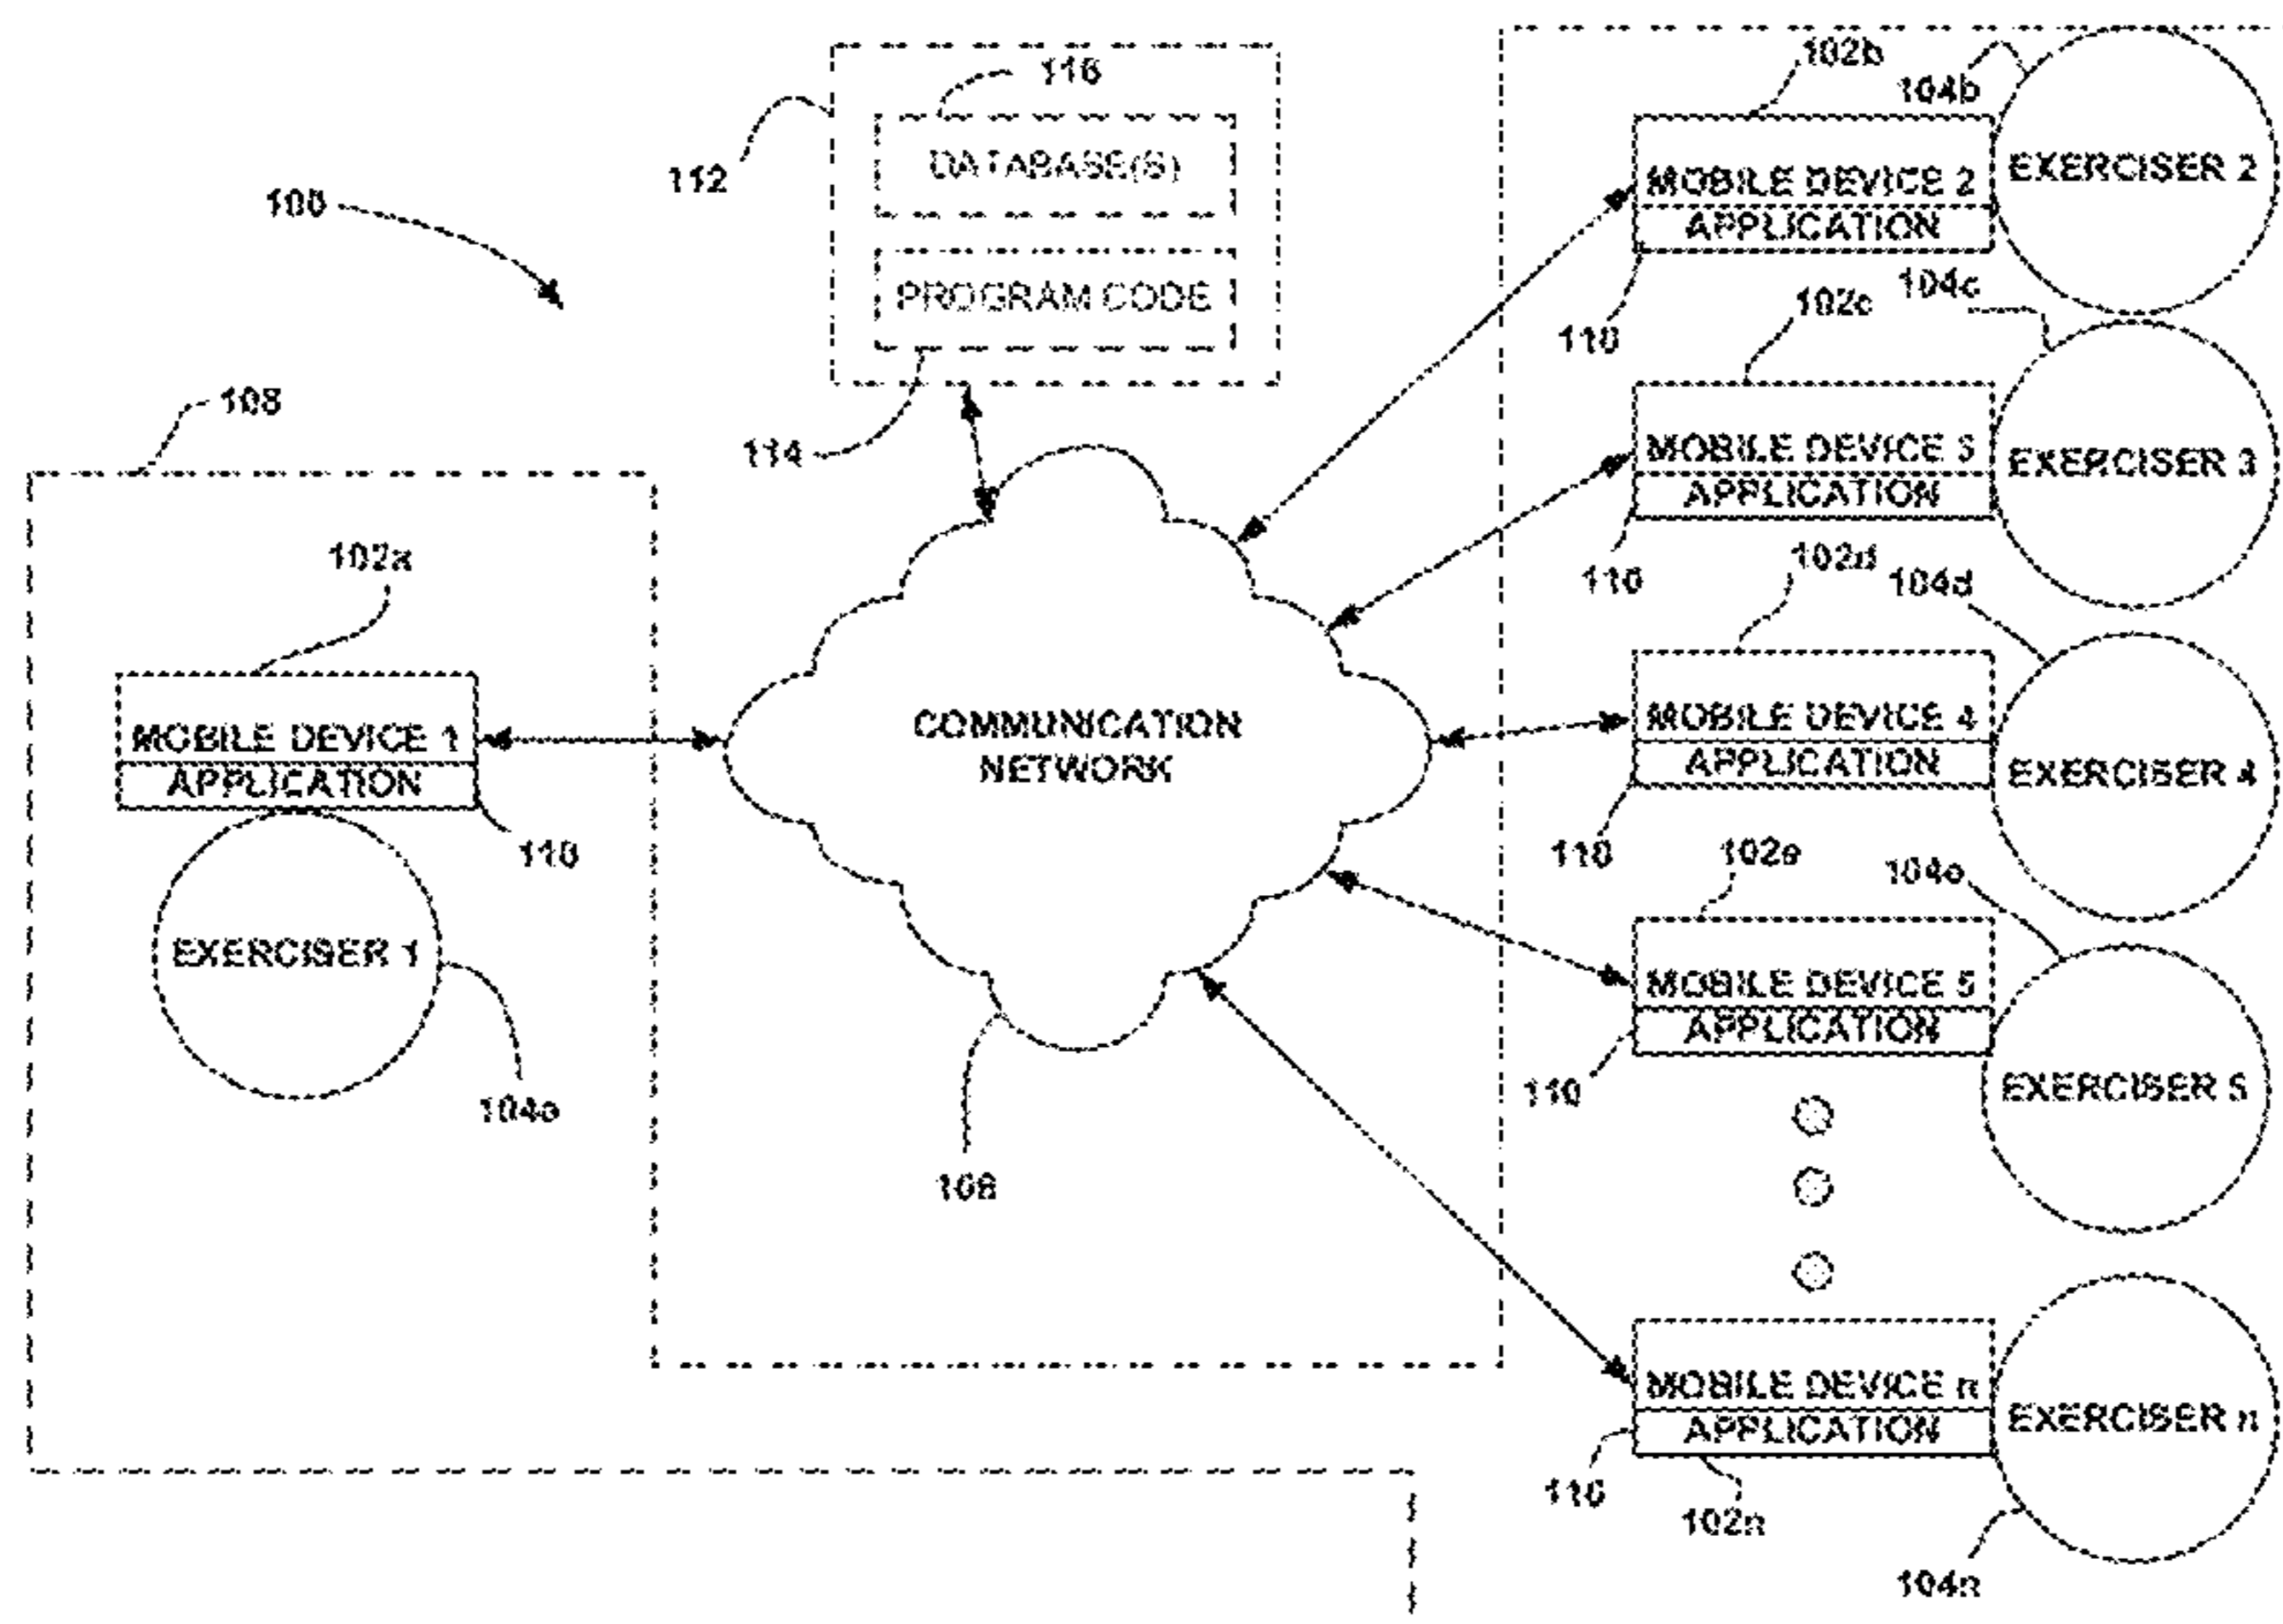 116
DATABASE(S)
PROGRAM CODE
112
114
100
108
102a
MOBILE DEVICE 1
APPLICATION
110
EXERCISER 1
104a
COMMUNICATION
NETWORK
102b
104b
MOBILE DEVICE 2
APPLICATION
EXERCISER 2
110
102c
104c
MOBILE DEVICE 3
APPLICATION
EXERCISER 3
110
102d
104d
MOBILE DEVICE 4
APPLICATION
EXERCISER 4
110
102e
104e
MOBILE DEVICE 5
APPLICATION
EXERCISER 5
110
MOBILE DEVICE n
APPLICATION
EXERCISER n
110
102n
104n